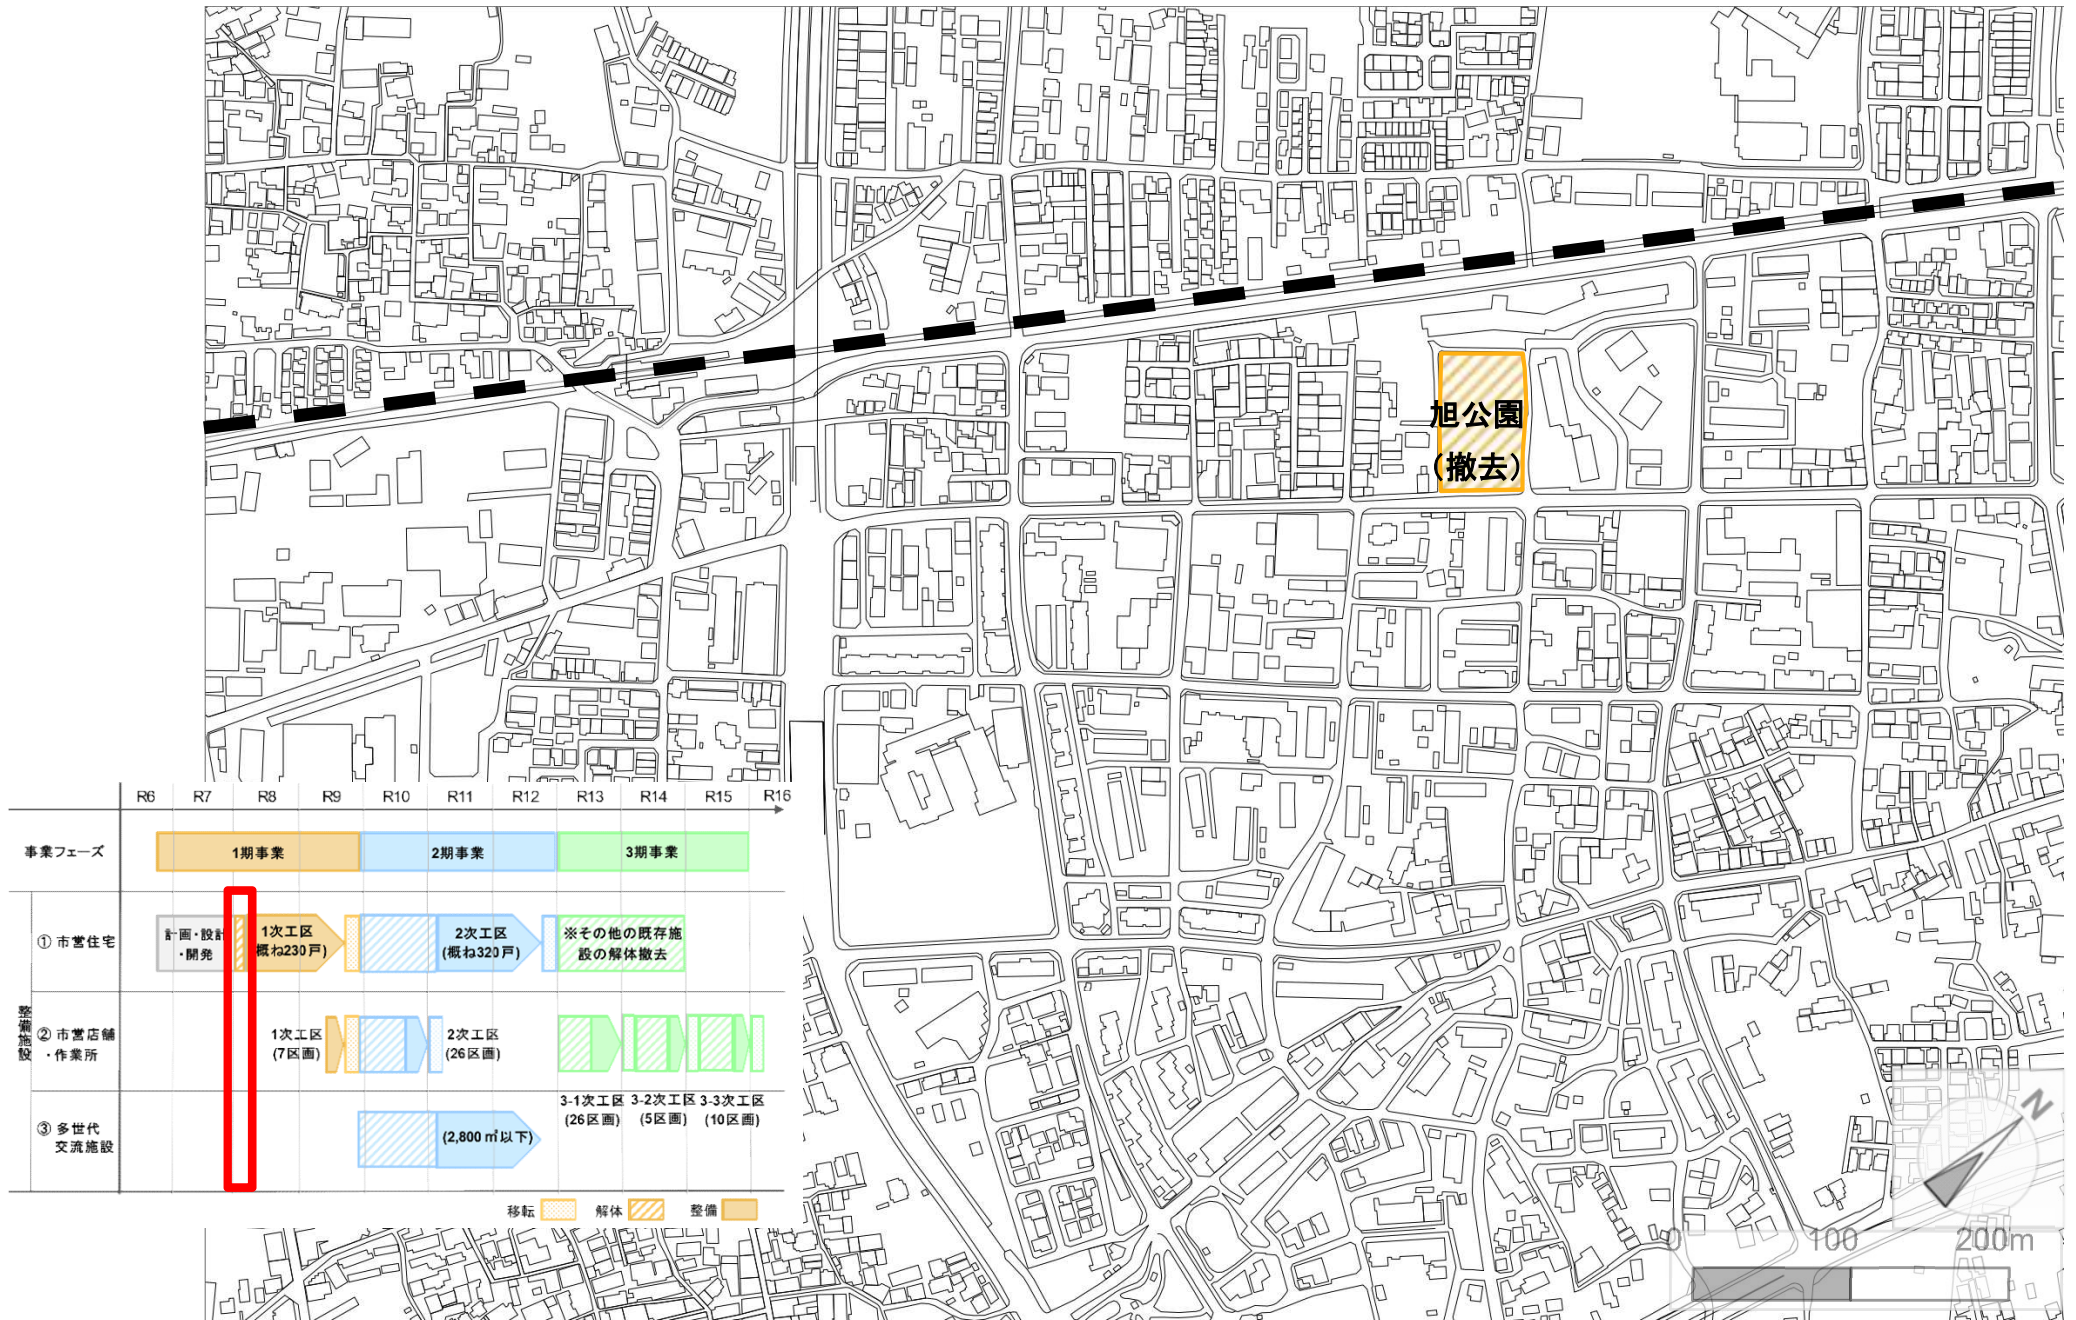 旭公園
（撤去）
R6 R7 R8 R9 R10 R11 R12 R13 R14 R15 R16
事業フェーズ
1期事業
2期事業
3期事業
整備施設
① 市営住宅
計画・設計
・開発
1次工区
概ね230戸)
2次工区
(概ね320戸)
※その他の既存施
設の解体撤去
② 市営店舗
・作業所
1次工区
(7区画)
2次工区
(26区画)
3-1次工区
(26区画)
3-2次工区
(5区画)
3-3次工区
(10区画)
③ 多世代
交流施設
(2,800㎡以下)
移転
解体
整備
N
0 100 200m